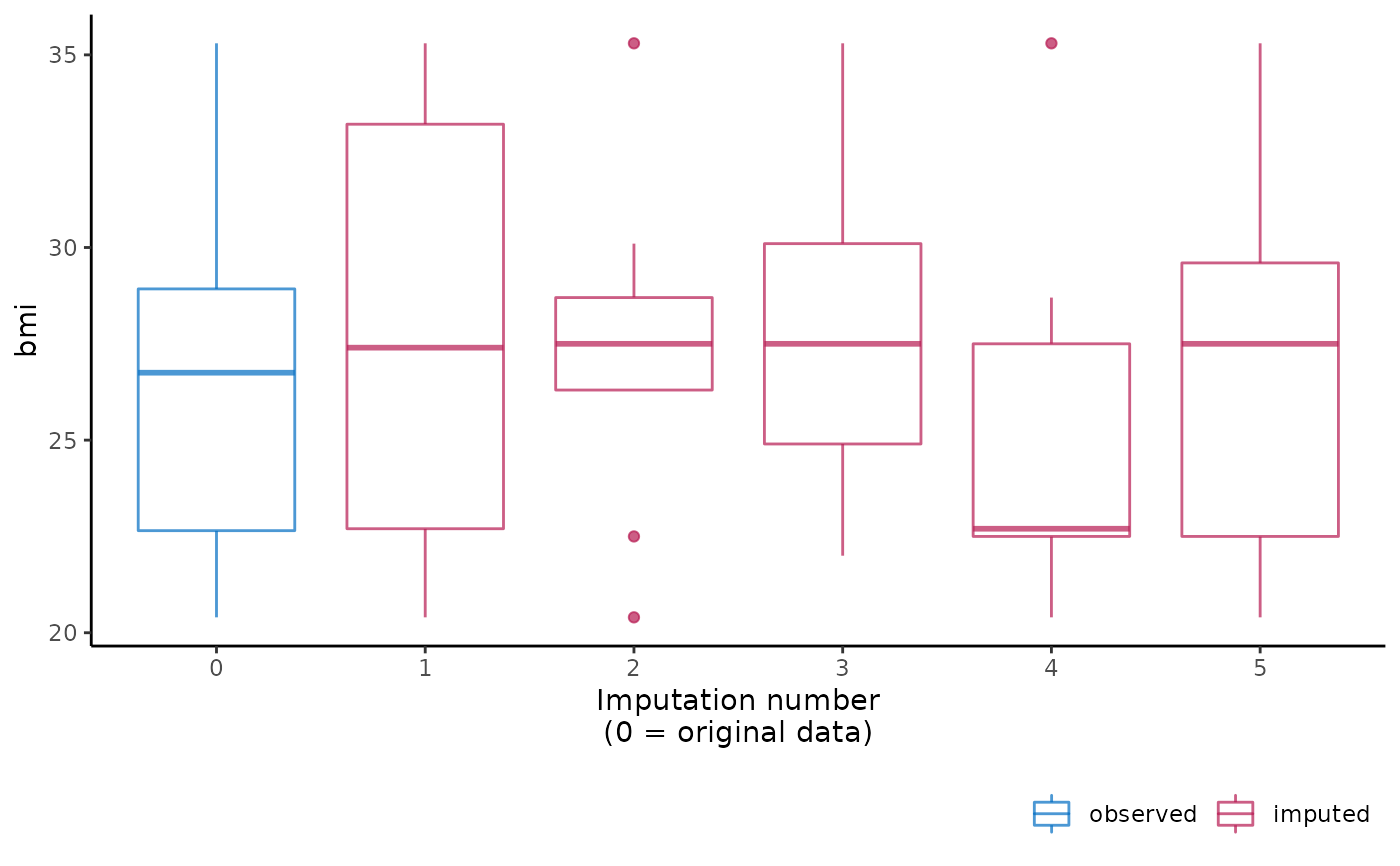 35
30
25
20
bmi
0 1 2 3 4 5
Imputation number
(0 = original data)
observed imputed